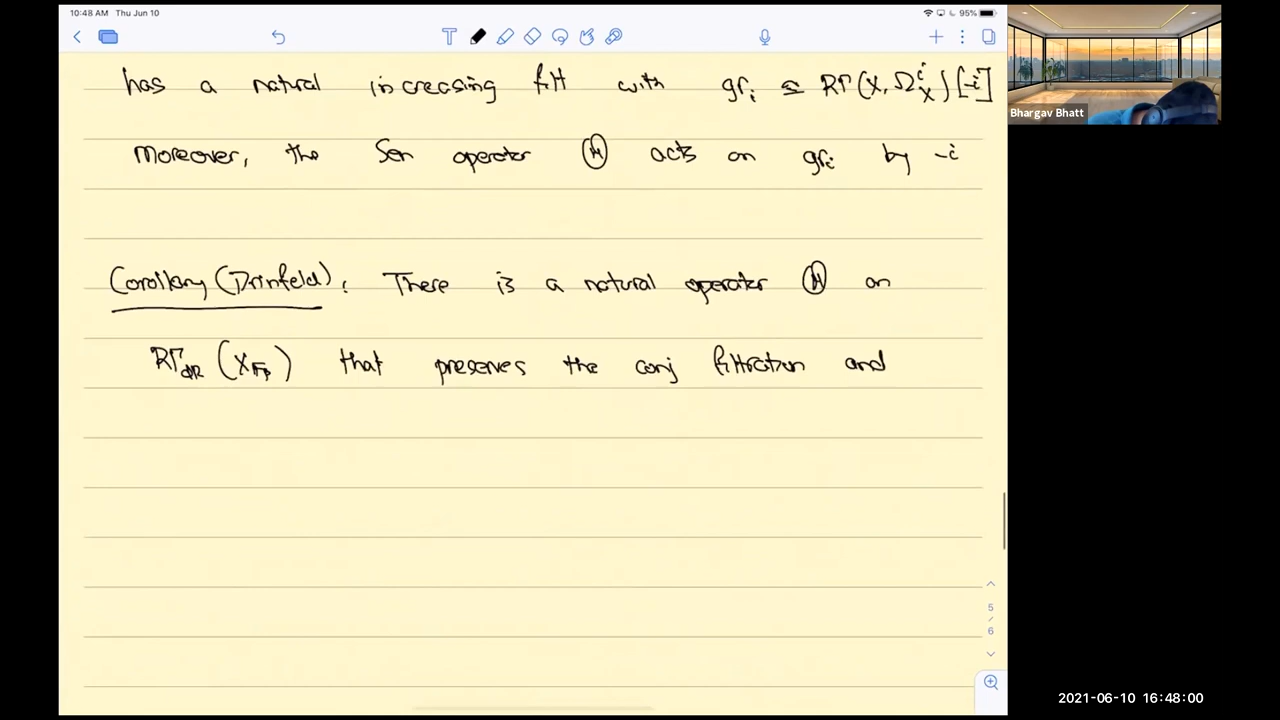 10:48 AM Thu Jun 10
95%
has a natural increasing filt with gr_i ≃ RΓ(X, Ω^i_X)[-i]
Moreover, the Sen operator Ⓗ acts on gr_i by -i
Corollary (Drinfeld): There is a natural operator Ⓗ on
RΓ_dR (X_Fp) that preserves the conj filtration and
5
6
Bhargav Bhatt
2021-06-10 16:48:00